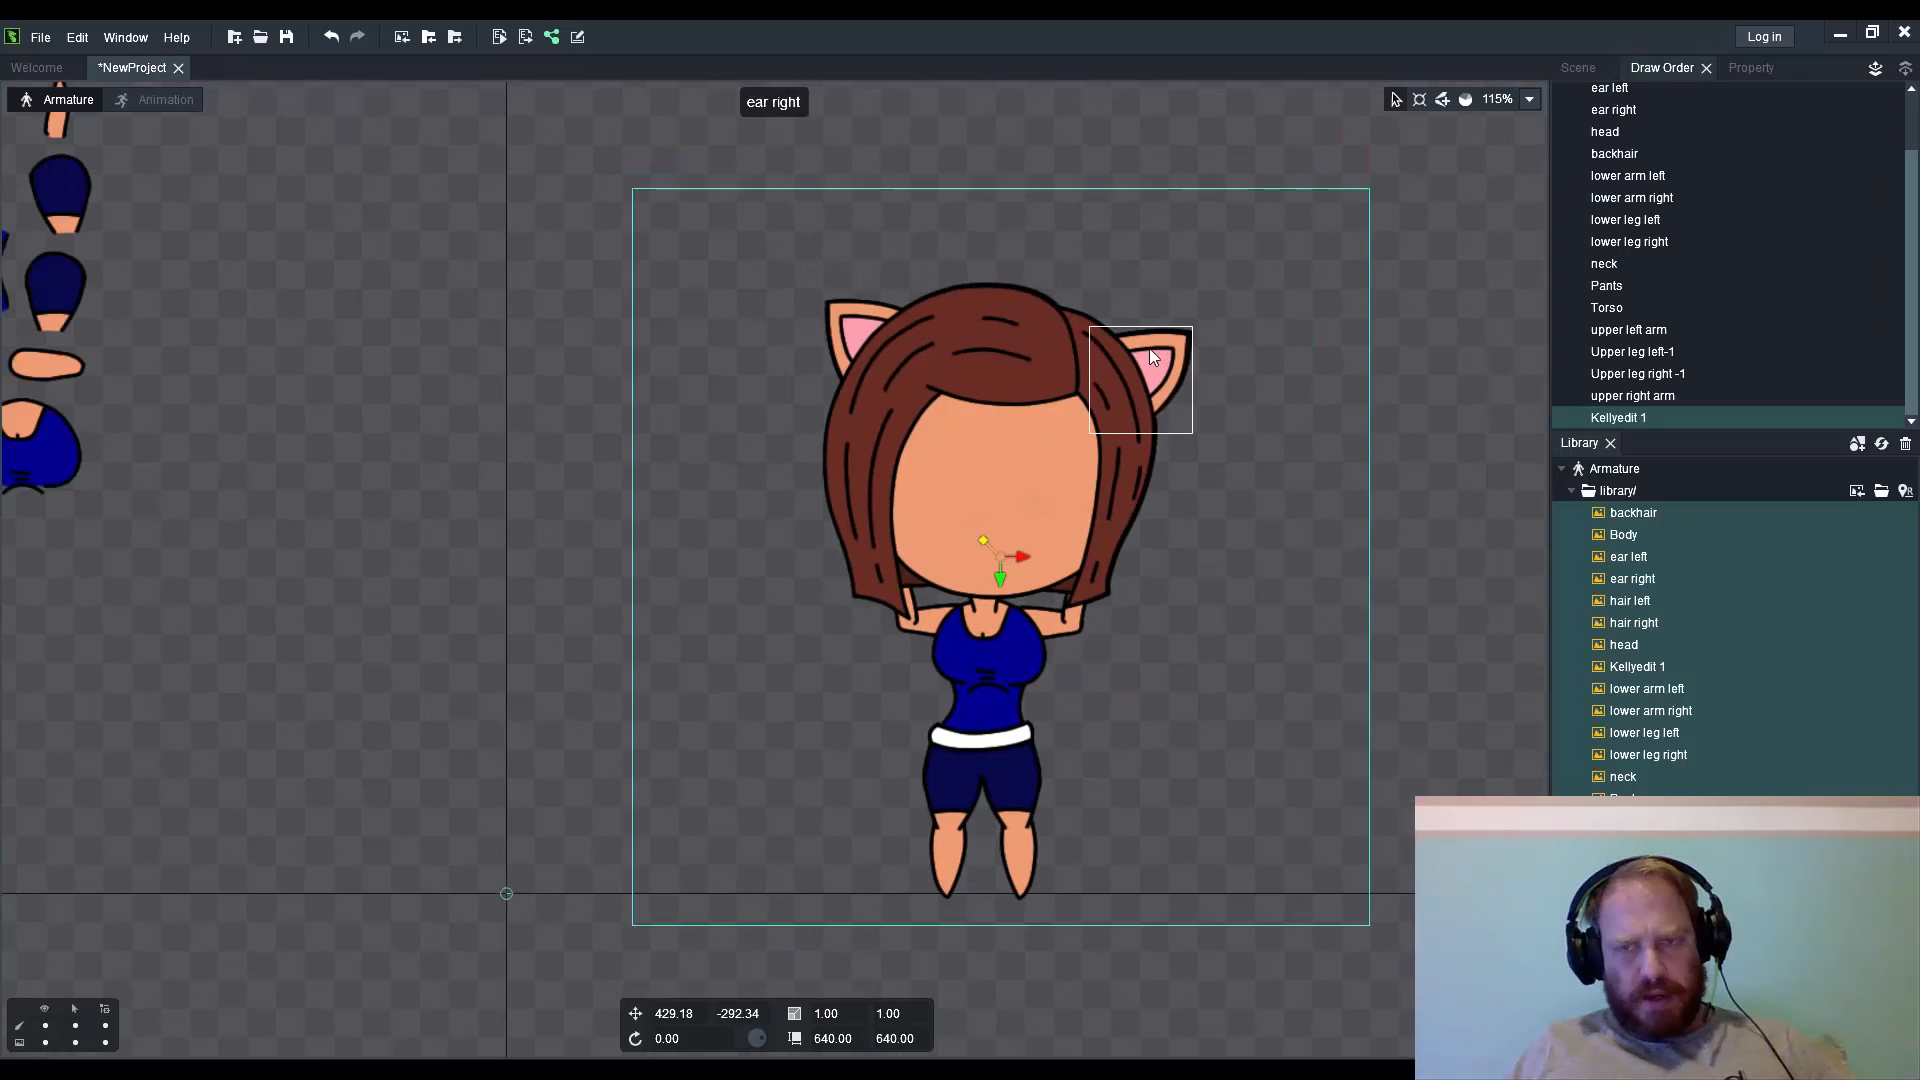 File Edit Window Help
Log in
Welcome *NewProject
Scene Draw Order Property
Armature Animation
ear right
115%
ear left
ear right
head
backhair
lower arm left
lower arm right
lower leg left
lower leg right
neck
Pants
Torso
upper left arm
Upper leg left-1
Upper leg right -1
upper right arm
Kellyedit 1
Library
Armature
library/
backhair
Body
ear left
ear right
hair left
hair right
head
Kellyedit 1
lower arm left
lower arm right
lower leg left
lower leg right
neck
429.18 -292.34 1.00 1.00
0.00 640.00 640.00